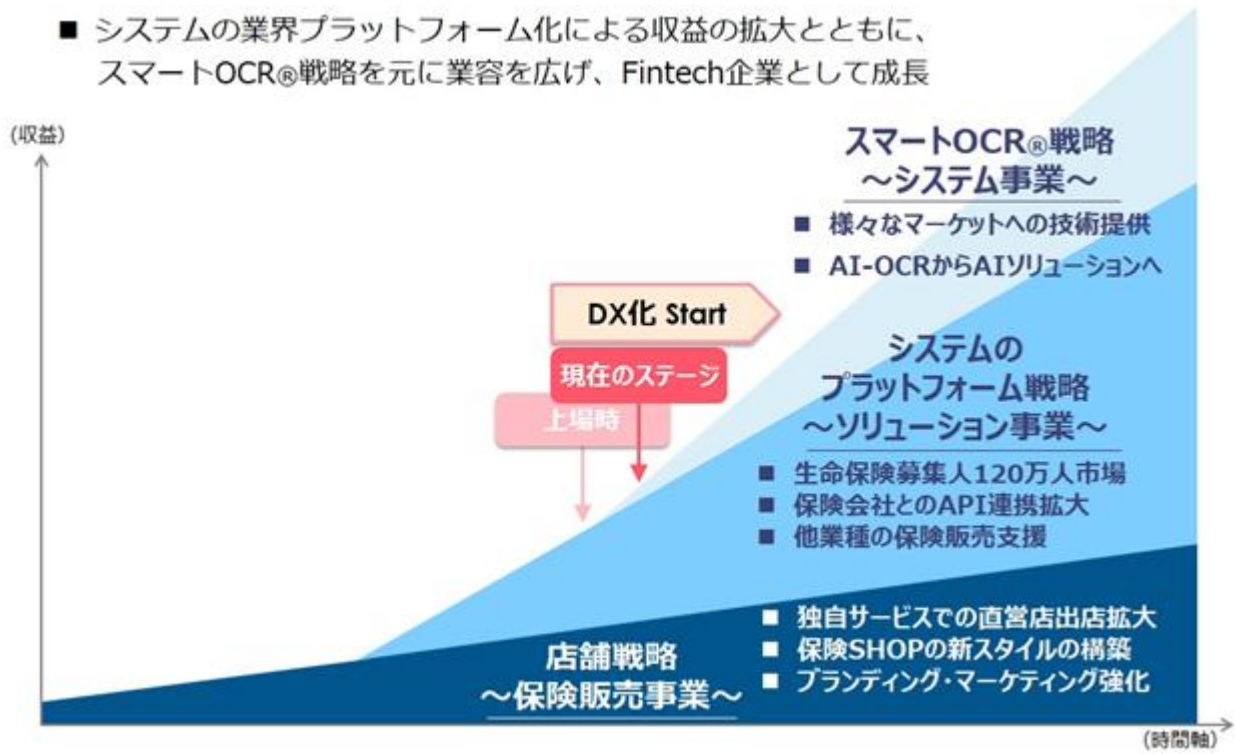 ■ システムの業界プラットフォーム化による収益の拡大とともに、
スマートOCR®戦略を元に業容を広げ、Fintech企業として成長
(収益)
スマートOCR®戦略
～システム事業～
■ 様々なマーケットへの技術提供
■ AI-OCRからAIソリューションへ
DX化 Start
現在のステージ
上場時
システムの
プラットフォーム戦略
～ソリューション事業～
■ 生命保険募集人120万人市場
■ 保険会社とのAPI連携拡大
■ 他業種の保険販売支援
店舗戦略
～保険販売事業～
■ 独自サービスでの直営店出店拡大
■ 保険SHOPの新スタイルの構築
■ ブランディング・マーケティング強化
(時間軸)